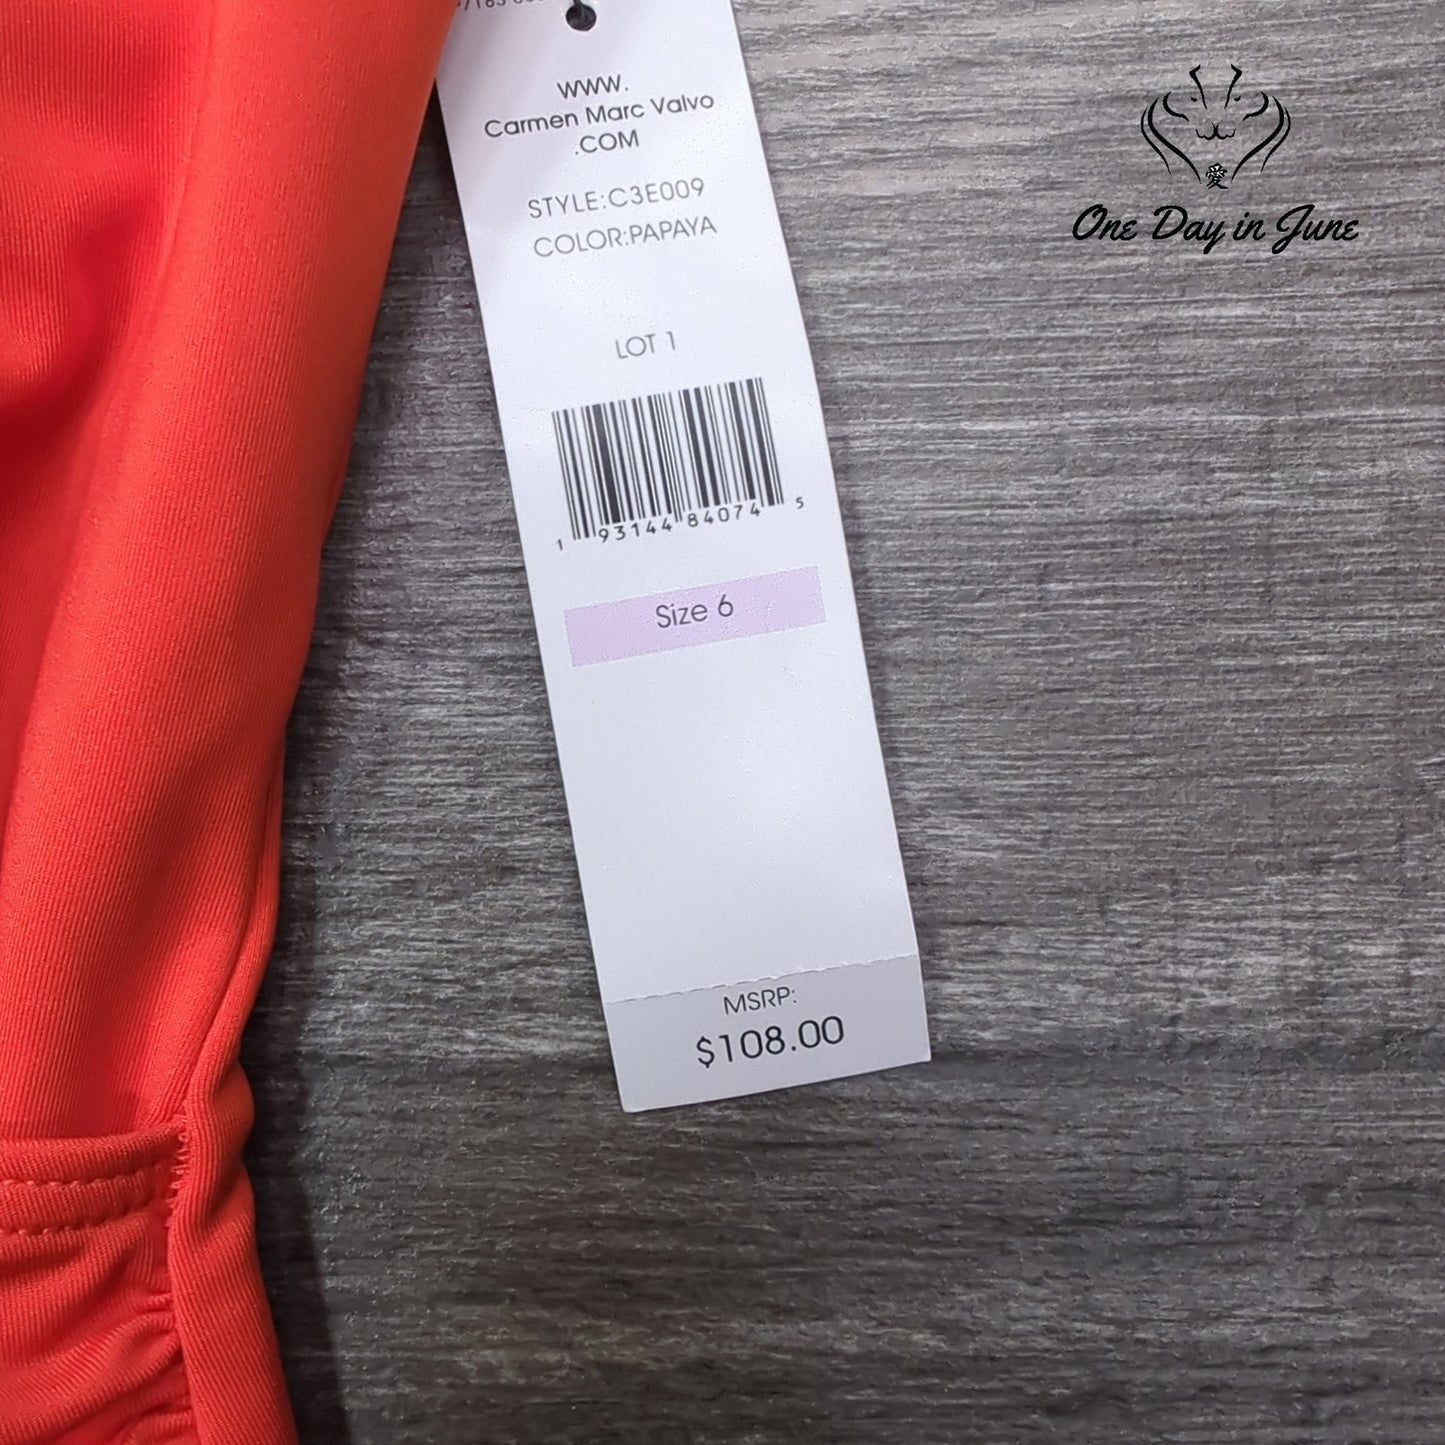 WWW.
Carmen Marc Valvo
.COM
STYLE:C3E009
COLOR:PAPAYA
LOT 1
1 93144 84074 5
Size 6
MSRP:
$108.00
愛
One Day in June